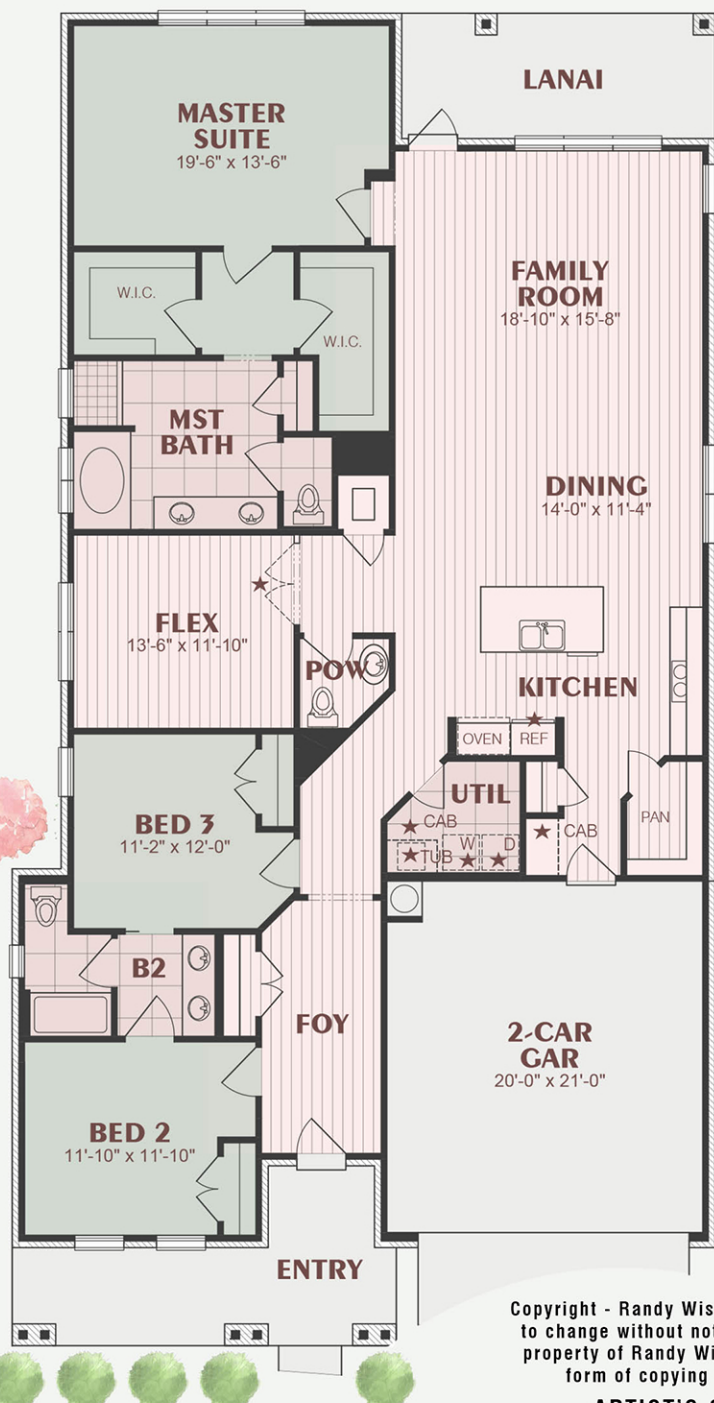 LANAI
MASTER
SUITE
19'-6" x 13'-6"
FAMILY
ROOM
18'-10" x 15'-8"
W.I.C.
W.I.C.
MST
BATH
DINING
14'-0" x 11'-4"
FLEX
13'-6" x 11'-10"
POW
KITCHEN
OVEN
REF
UTIL
CAB
TUB
W
D
CAB
PAN
BED 3
11'-2" x 12'-0"
B2
FOY
2-CAR
GAR
20'-0" x 21'-0"
BED 2
11'-10" x 11'-10"
ENTRY
Copyright - Randy Wis
to change without not
property of Randy Wi
form of copying